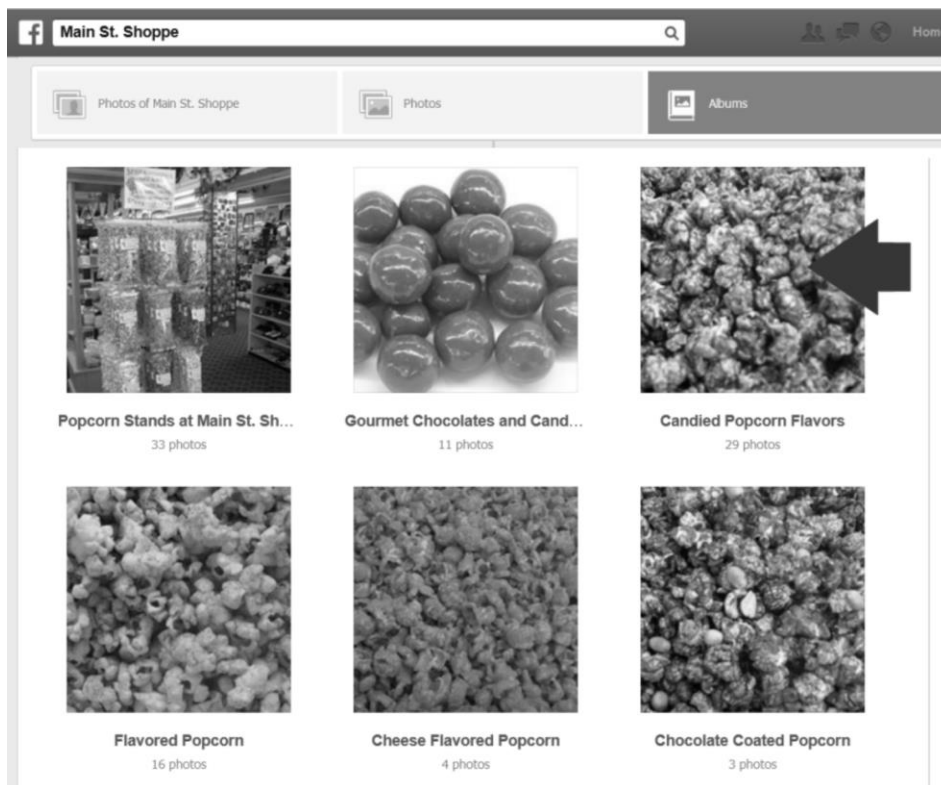 f Main St. Shoppe
Hom
Photos of Main St. Shoppe Photos Albums
Popcorn Stands at Main St. Sh... Gourmet Chocolates and Cand... Candied Popcorn Flavors
33 photos 11 photos 29 photos
Flavored Popcorn Cheese Flavored Popcorn Chocolate Coated Popcorn
16 photos 4 photos 3 photos